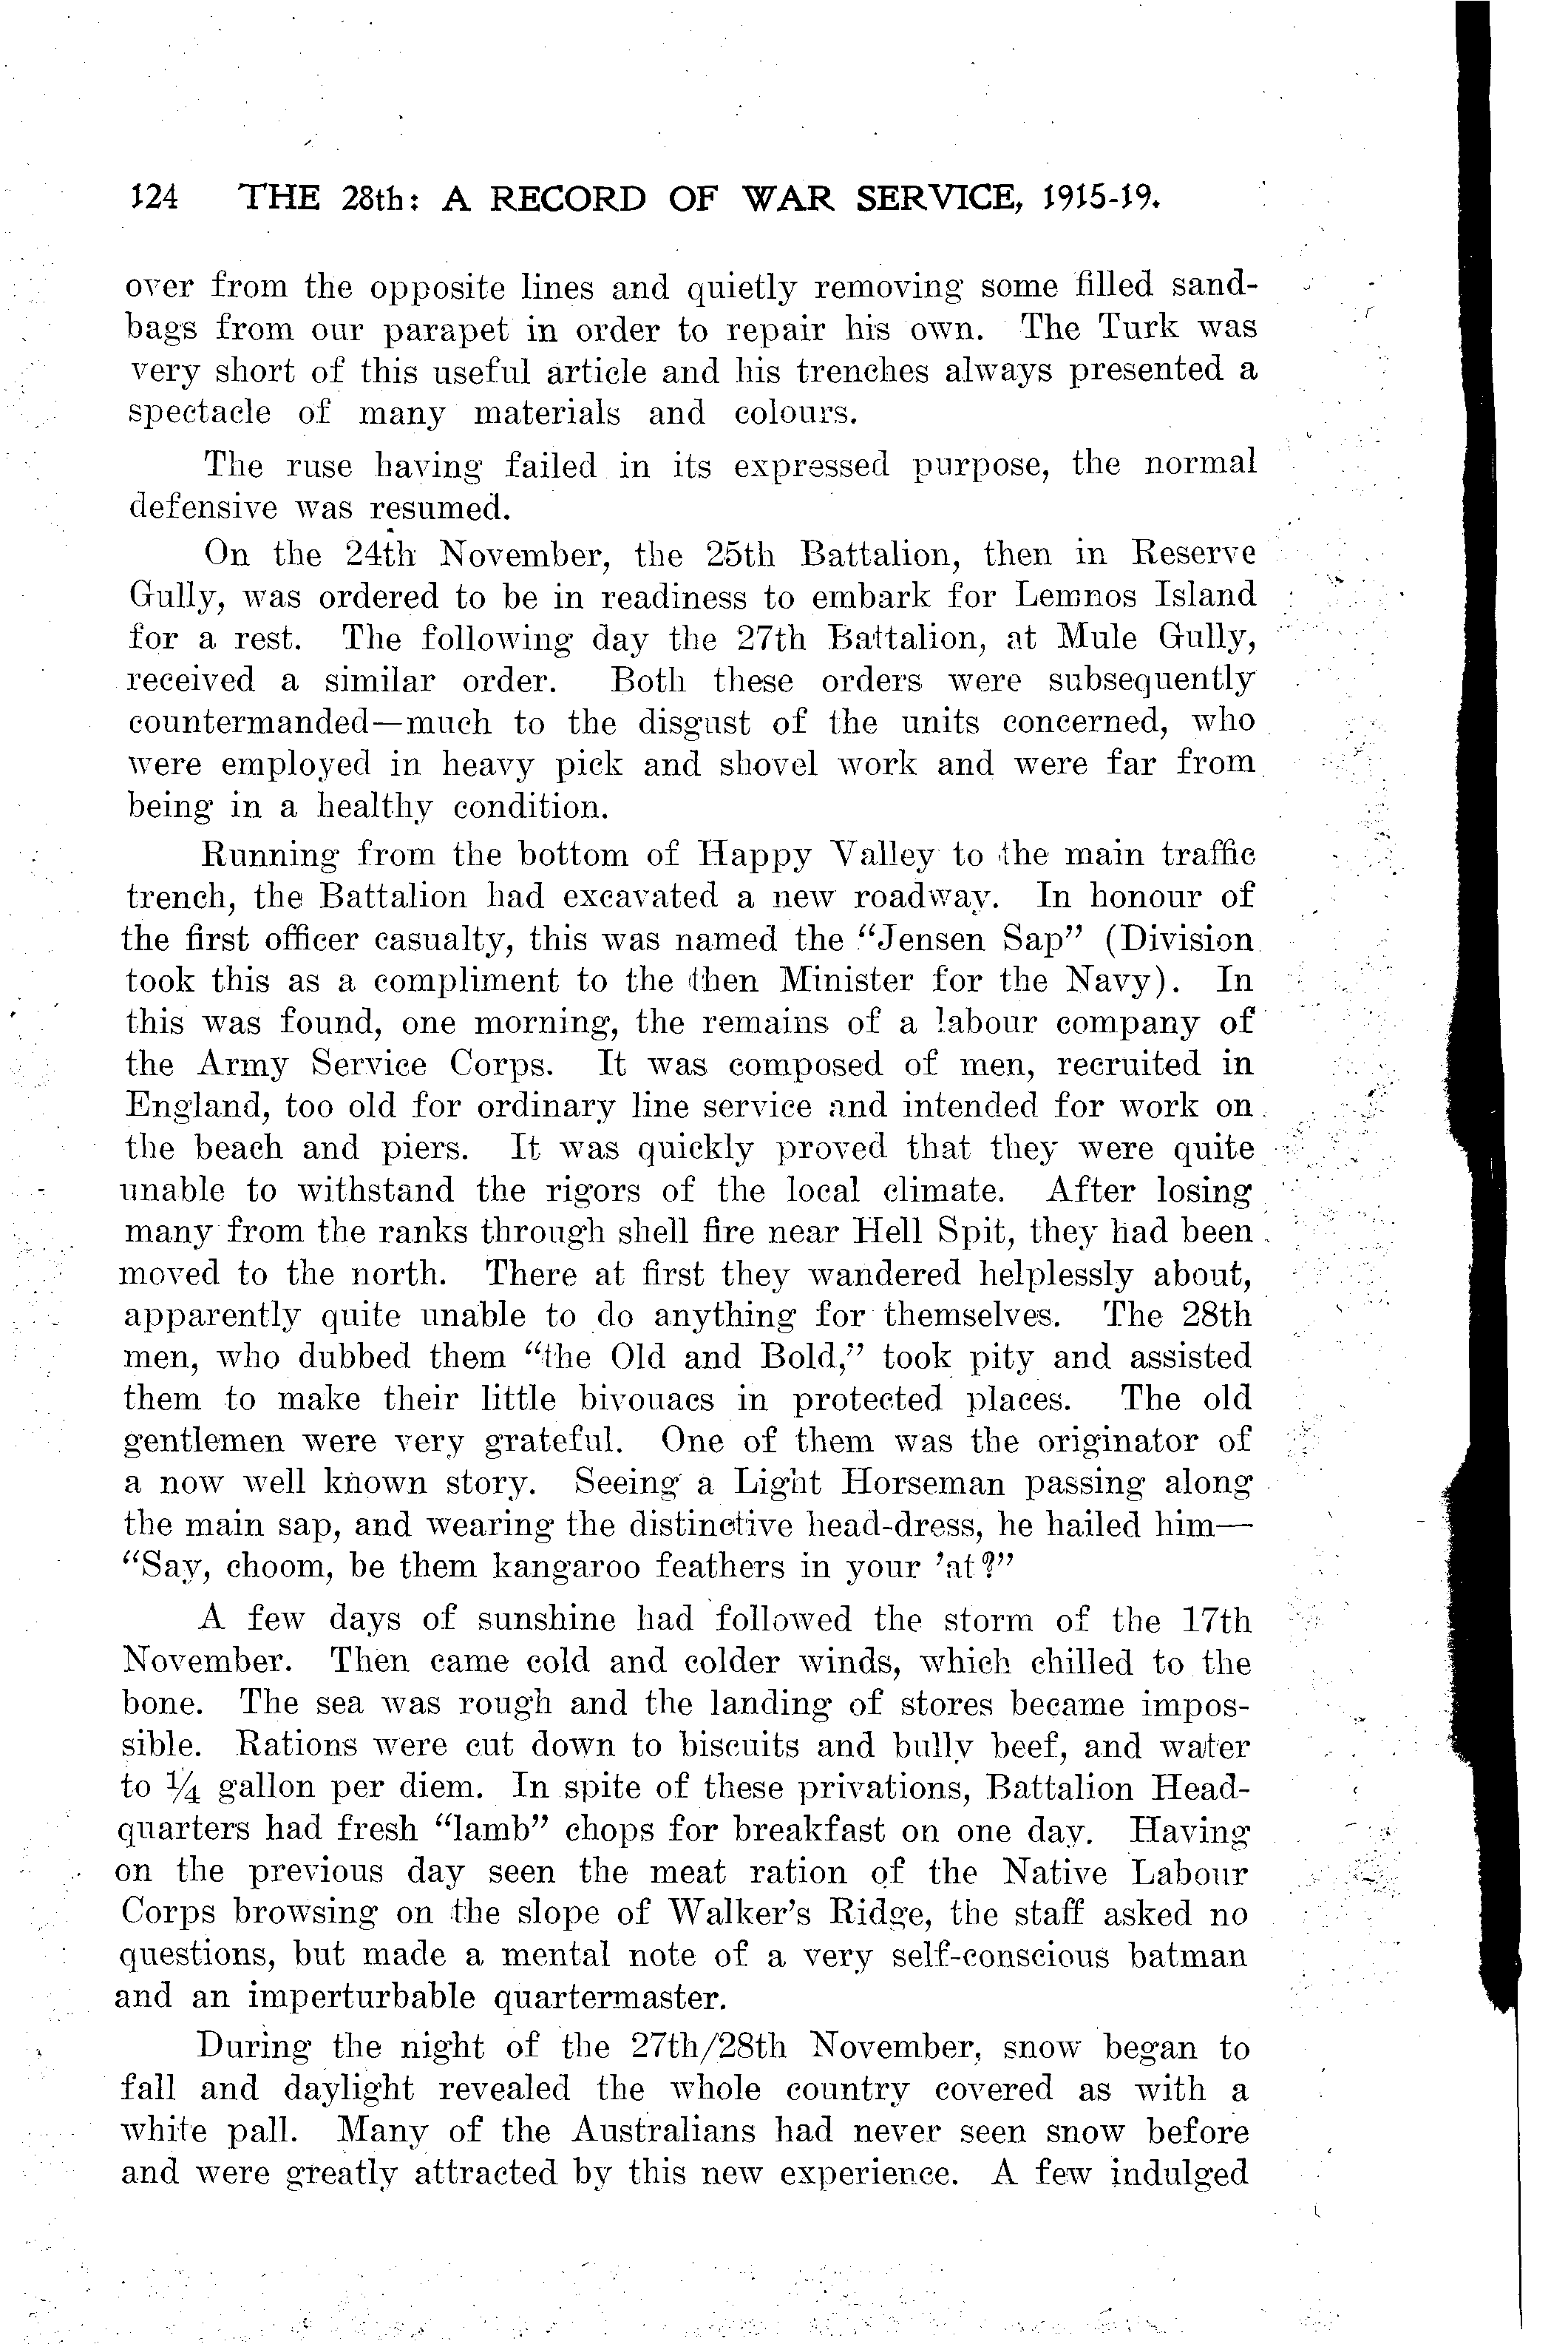 124 THE 28th: A RECORD OF WAR SERVICE, 1915-19.
over from the opposite lines and quietly removing some filled sand-
bags from our parapet in order to repair his own. The Turk was
very short of this useful article and his trenches always presented a
spectacle of many materials and colours.
The ruse having failed in its expressed purpose, the normal
defensive was resumed.
On the 24th November, the 25th Battalion, then in Reserve
Gully, was ordered to be in readiness to embark for Lemnos Island
for a rest. The following day the 27th Battalion, at Mule Gully,
received a similar order. Both these orders were subsequently
countermanded—much to the disgust of the units concerned, who
were employed in heavy pick and shovel work and were far from
being in a healthy condition.
Running from the bottom of Happy Valley to the main traffic
trench, the Battalion had excavated a new roadway. In honour of
the first officer casualty, this was named the “Jensen Sap” (Division
took this as a compliment to the then Minister for the Navy). In
this was found, one morning, the remains of a labour company of
the Army Service Corps. It was composed of men, recruited in
England, too old for ordinary line service and intended for work on
the beach and piers. It was quickly proved that they were quite
unable to withstand the rigors of the local climate. After losing
many from the ranks through shell fire near Hell Spit, they had been
moved to the north. There at first they wandered helplessly about,
apparently quite unable to do anything for themselves. The 28th
men, who dubbed them “the Old and Bold,” took pity and assisted
them to make their little bivouacs in protected places. The old
gentlemen were very grateful. One of them was the originator of
a now well known story. Seeing a Light Horseman passing along
the main sap, and wearing the distinctive head-dress, he hailed him—
“Say, choom, be them kangaroo feathers in your ’at?”
A few days of sunshine had followed the storm of the 17th
November. Then came cold and colder winds, which chilled to the
bone. The sea was rough and the landing of stores became impos-
sible. Rations were cut down to biscuits and bully beef, and water
to ¼ gallon per diem. In spite of these privations, Battalion Head-
quarters had fresh “lamb” chops for breakfast on one day. Having
on the previous day seen the meat ration of the Native Labour
Corps browsing on the slope of Walker’s Ridge, the staff asked no
questions, but made a mental note of a very self-conscious batman
and an imperturbable quartermaster.
During the night of the 27th/28th November, snow began to
fall and daylight revealed the whole country covered as with a
white pall. Many of the Australians had never seen snow before
and were greatly attracted by this new experience. A few indulged